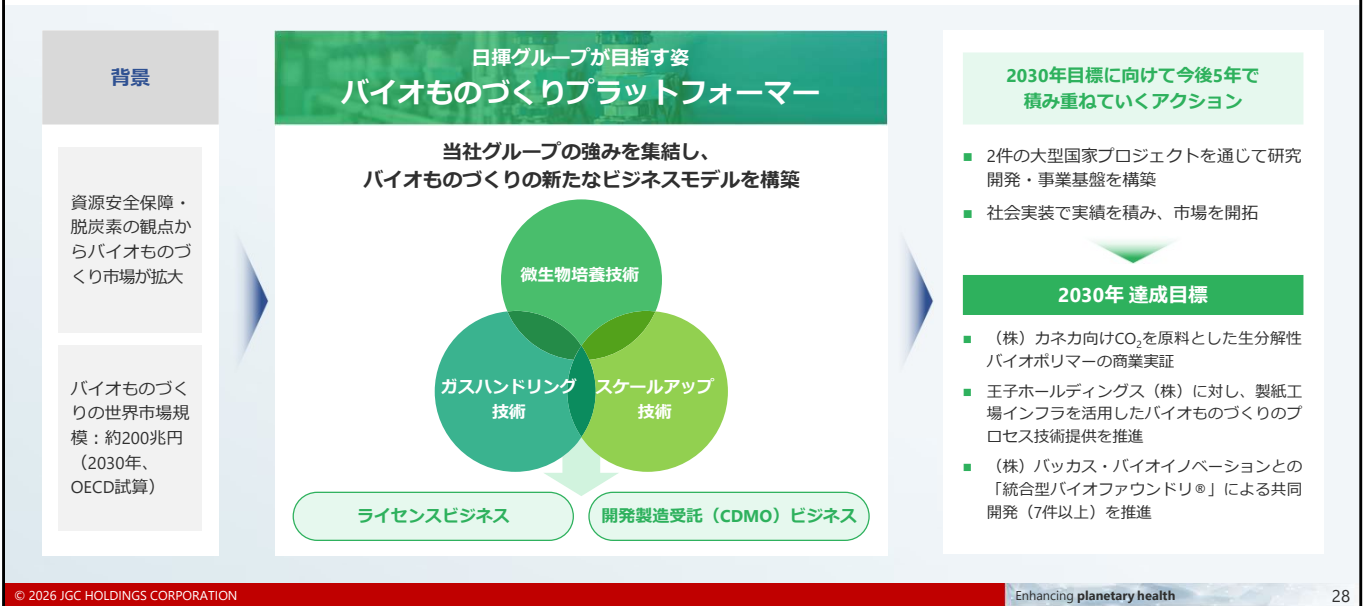 背景
資源安全保障・
脱炭素の観点か
らバイオものづ
くり市場が拡大
バイオものづく
りの世界市場規
模：約200兆円
（2030年、
OECD試算）
日揮グループが目指す姿
バイオものづくりプラットフォーマー
当社グループの強みを集結し、
バイオものづくりの新たなビジネスモデルを構築
微生物培養技術
ガスハンドリング
技術
スケールアップ
技術
ライセンスビジネス
開発製造受託（CDMO）ビジネス
2030年目標に向けて今後5年で
積み重ねていくアクション
■ 2件の大型国家プロジェクトを通じて研究
開発・事業基盤を構築
■ 社会実装で実績を積み、市場を開拓
2030年 達成目標
■ （株）カネカ向けCO₂を原料とした生分解性
バイオポリマーの商業実証
■ 王子ホールディングス（株）に対し、製紙工
場インフラを活用したバイオものづくりのプ
ロセス技術提供を推進
■ （株）バッカス・バイオイノベーションとの
「統合型バイオファウンドリ®」による共同
開発（7件以上）を推進
© 2026 JGC HOLDINGS CORPORATION
Enhancing planetary health
28